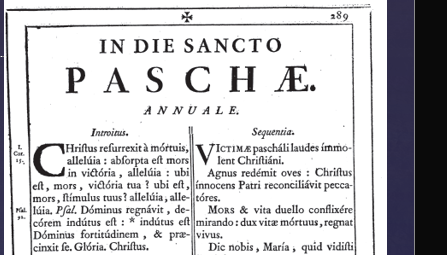 289
IN DIE SANCTO
PASCHÆ.
ANNUALE.
Introitus.
I.
Cor.
15.
CHriſtus reſurrexit à mórtuis,
allelúia : abſorpta eſt mors
in victória, allelúia : ubi
eſt, mors, victória tua ? ubi eſt,
mors, ſtímulus tuus? allelúia, alle-
lúia. Pſal. Dóminus regnávit, de-
Pſal.
92.
córem indútus eſt : * indútus eſt
Dóminus fortitúdinem, & præ-
cinxit ſe. Glória. Chriſtus.
Sequentia.
VICTIMÆ paſcháli laudes ímmo-
lent Chriſtiáni.
Agnus redémit oves : Chriſtus
ínnocens Patri reconciliávit pecca-
tóres.
MORS & vita duello conflixére
mirando : dux vitæ mórtuus, regnat
vivus.
Dic nobis, María, quid vidiſti